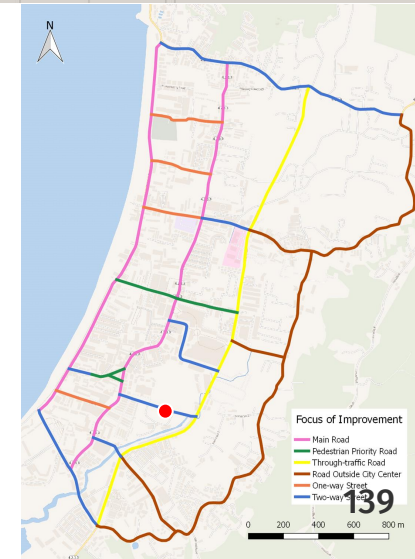 N
Focus of Improvement
Main Road
Pedestrian Priority Road
Through-traffic Road
Road Outside City Center
One-way Street
Two-way Street
139
0 200 400 600 800 m